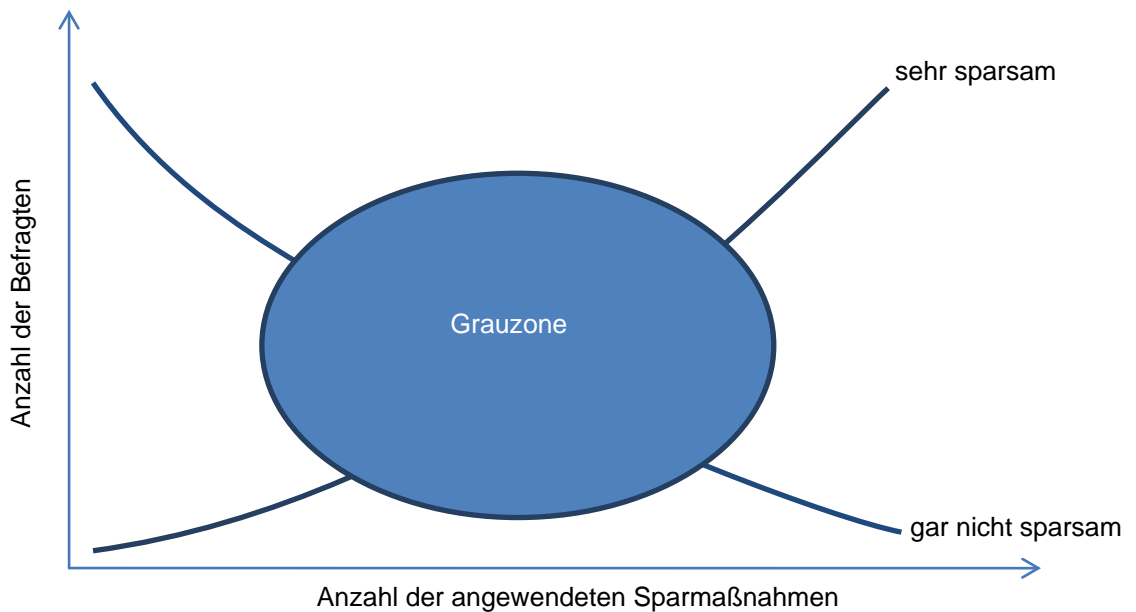 sehr sparsam
Anzahl der Befragten
Grauzone
gar nicht sparsam
Anzahl der angewendeten Sparmaßnahmen